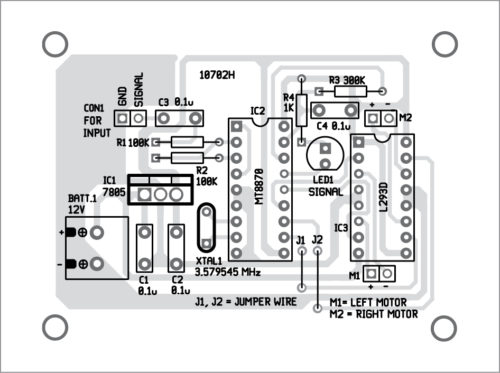 10702H
GND
SIGNAL
C3 0.1u
IC2
R3 300K
R4
1K
CON1
FOR
INPUT
+ -
M2
C4 0.1u
R1 100K
R2
100K
IC1
7805
MT8870
LED1
SIGNAL
L293D
BATT.1
12V
+
-
IC3
XTAL1
3.579545 MHz
J1 J2
C1
0.1u
C2
0.1u
M1
+ -
J1, J2 = JUMPER WIRE
M1= LEFT MOTOR
M2 = RIGHT MOTOR